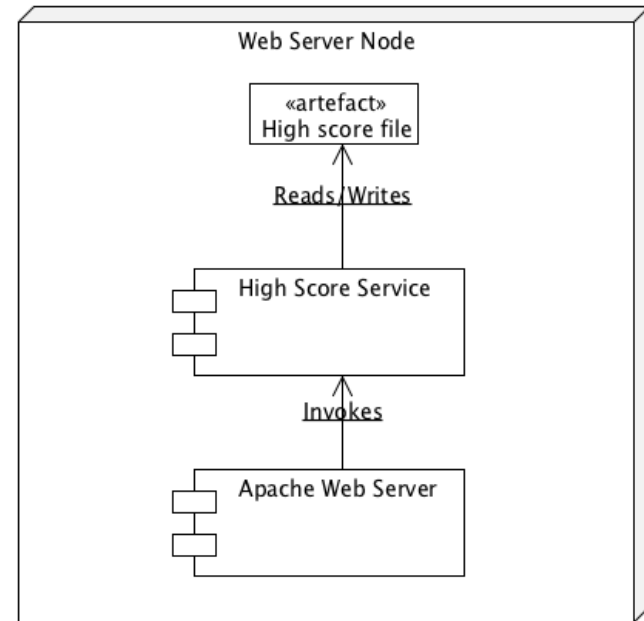 Web Server Node
«artefact»
High score file
Reads/Writes
High Score Service
Invokes
Apache Web Server